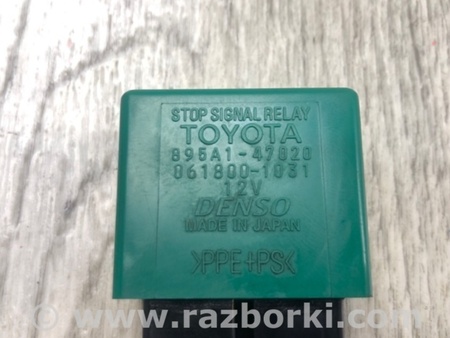 STOP SIGNAL RELAY
TOYOTA
895A1-47020
061800-1031
12V
DENSO
MADE IN JAPAN
>PPE+PS<
© www.razborki.com